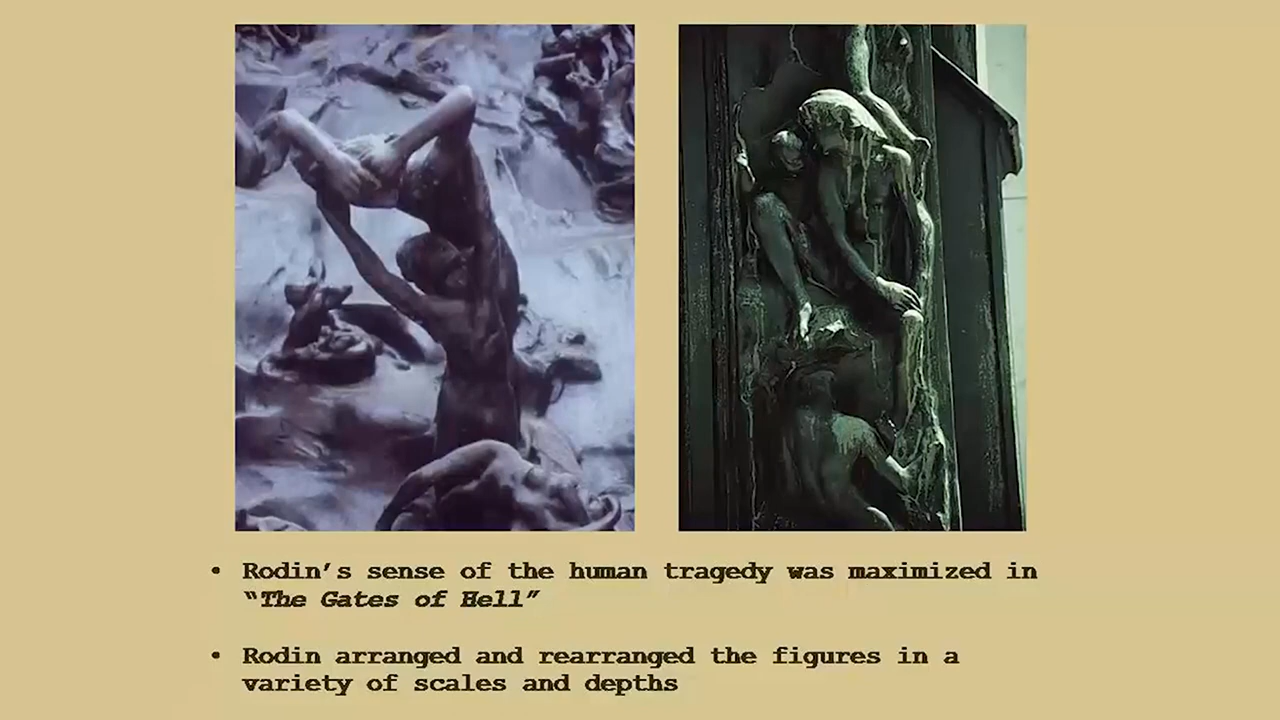 • Rodin’s sense of the human tragedy was maximized in
“The Gates of Hell”
• Rodin arranged and rearranged the figures in a
variety of scales and depths